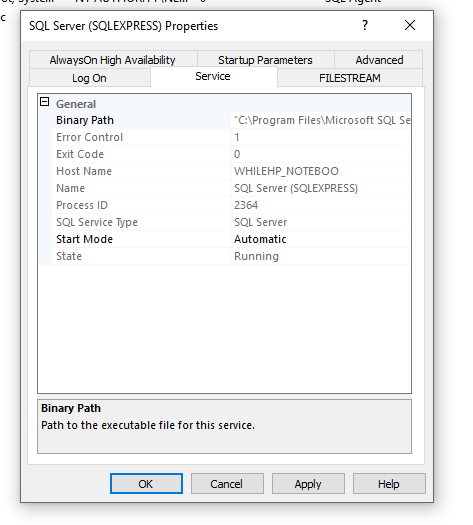 SQL Agent
c
SQL Server (SQLEXPRESS) Properties ?
AlwaysOn High Availability Startup Parameters Advanced
Log On Service FILESTREAM
General
Binary Path "C:\Program Files\Microsoft SQL Se
Error Control 1
Exit Code 0
Host Name WHILEHP_NOTEBOO
Name SQL Server (SQLEXPRESS)
Process ID 2364
SQL Service Type SQL Server
Start Mode Automatic
State Running
Binary Path
Path to the executable file for this service.
OK Cancel Apply Help